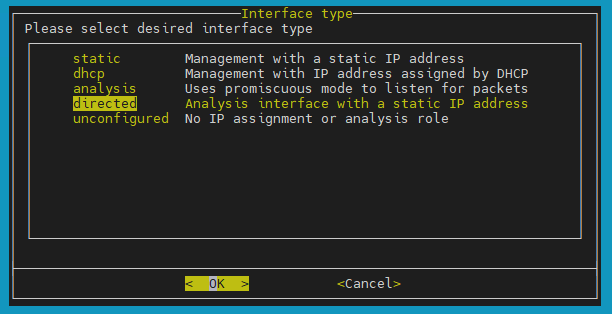 Interface type
Please select desired interface type
static Management with a static IP address
dhcp Management with IP address assigned by DHCP
analysis Uses promiscuous mode to listen for packets
directed Analysis interface with a static IP address
unconfigured No IP assignment or analysis role
< OK > <Cancel>